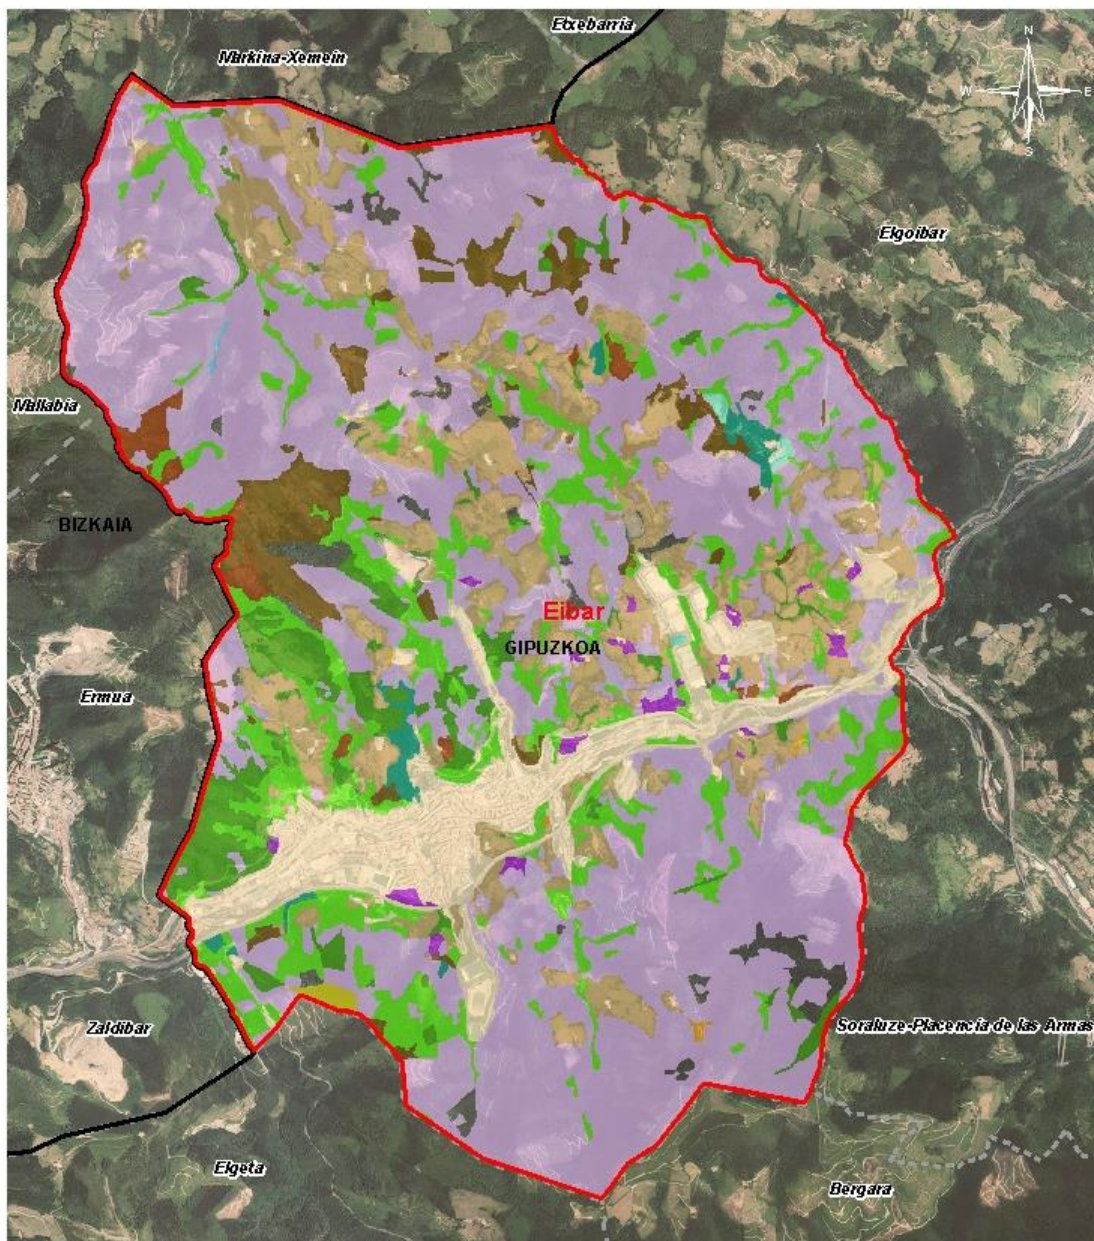 Etxebarria
Markina-Xemein
N
W
E
S
Elgoibar
Mallabia
BIZKAIA
Eibar
GIPUZKOA
Ermua
Zaldibar
Soraluze-Placencia de las Armas
Elgeta
Bergara